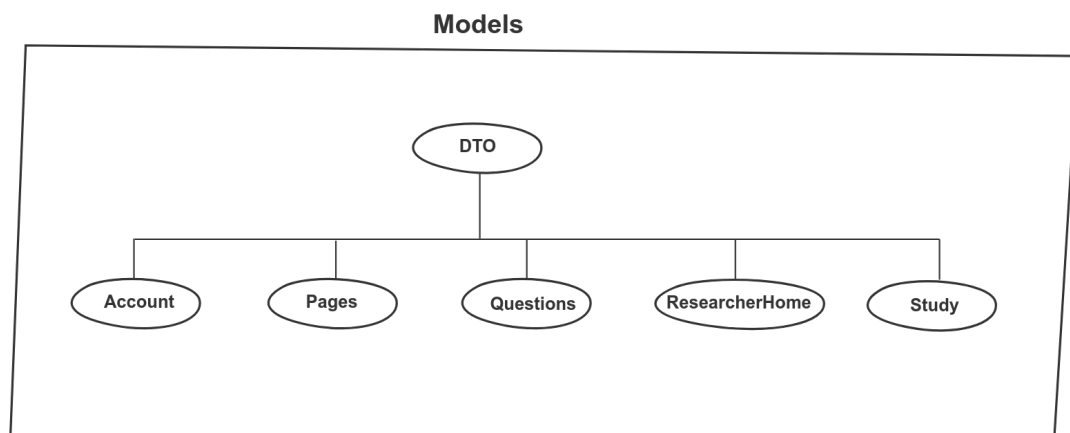 Models
DTO
Account
Pages
Questions
ResearcherHome
Study